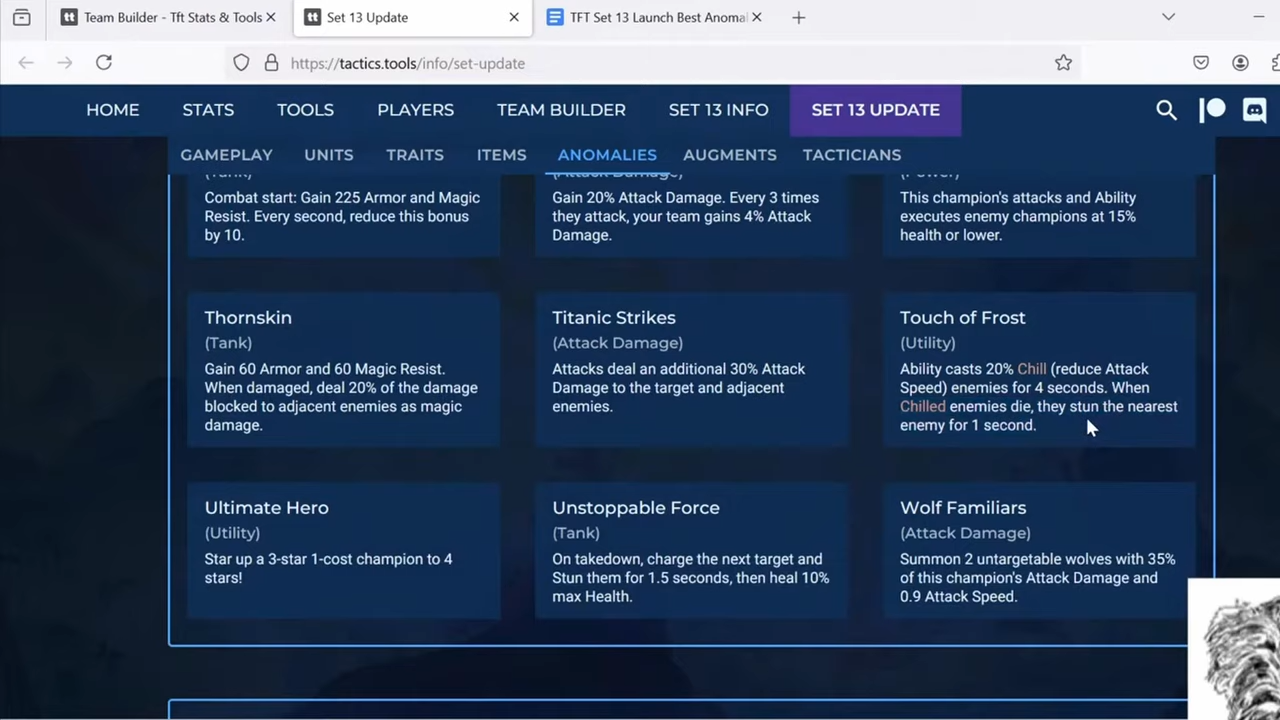 Team Builder - Tft Stats & Tools
Set 13 Update
TFT Set 13 Launch Best Anomal
https://tactics.tools/info/set-update
HOME
STATS
TOOLS
PLAYERS
TEAM BUILDER
SET 13 INFO
SET 13 UPDATE
GAMEPLAY
UNITS
TRAITS
ITEMS
ANOMALIES
AUGMENTS
TACTICIANS
(Tank)
Combat start: Gain 225 Armor and Magic
Resist. Every second, reduce this bonus
by 10.
(Attack Damage)
Gain 20% Attack Damage. Every 3 times
they attack, your team gains 4% Attack
Damage.
(Power)
This champion's attacks and Ability
executes enemy champions at 15%
health or lower.
Thornskin
(Tank)
Gain 60 Armor and 60 Magic Resist.
When damaged, deal 20% of the damage
blocked to adjacent enemies as magic
damage.
Titanic Strikes
(Attack Damage)
Attacks deal an additional 30% Attack
Damage to the target and adjacent
enemies.
Touch of Frost
(Utility)
Ability casts 20% Chill (reduce Attack
Speed) enemies for 4 seconds. When
Chilled enemies die, they stun the nearest
enemy for 1 second.
Ultimate Hero
(Utility)
Star up a 3-star 1-cost champion to 4
stars!
Unstoppable Force
(Tank)
On takedown, charge the next target and
Stun them for 1.5 seconds, then heal 10%
max Health.
Wolf Familiars
(Attack Damage)
Summon 2 untargetable wolves with 35%
of this champion's Attack Damage and
0.9 Attack Speed.